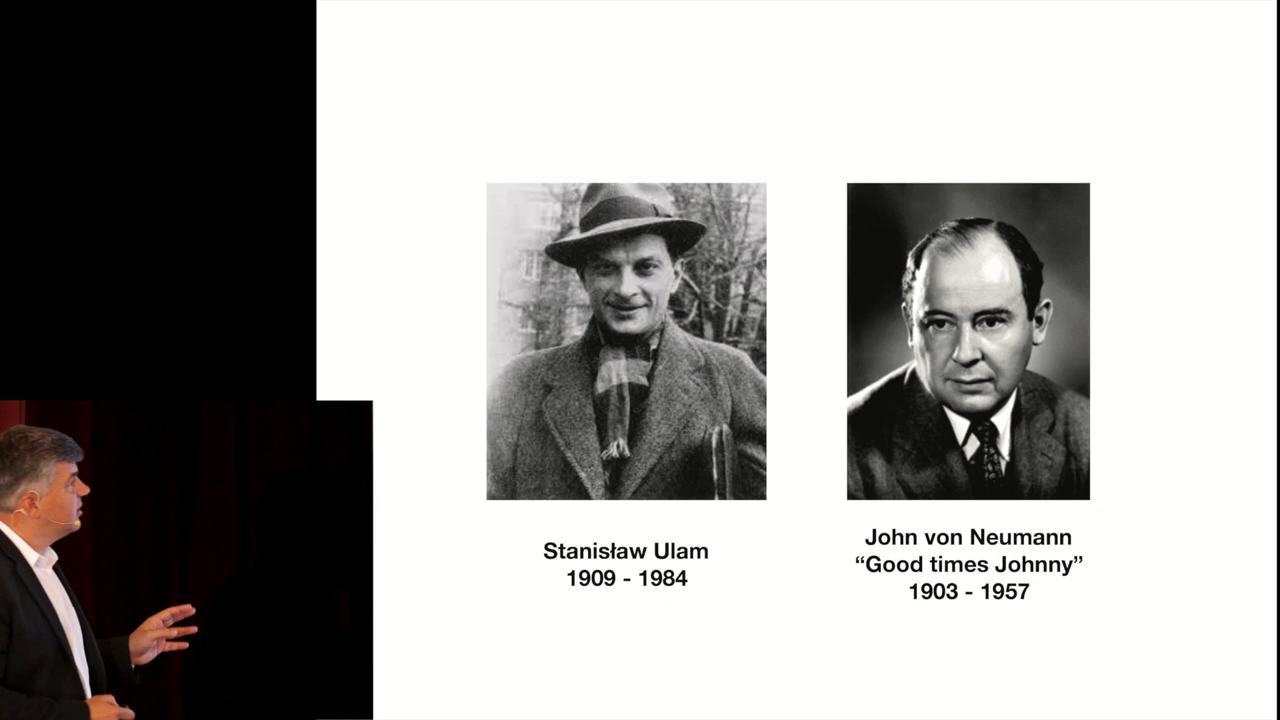 Stanisław Ulam
1909 - 1984
John von Neumann
“Good times Johnny”
1903 - 1957